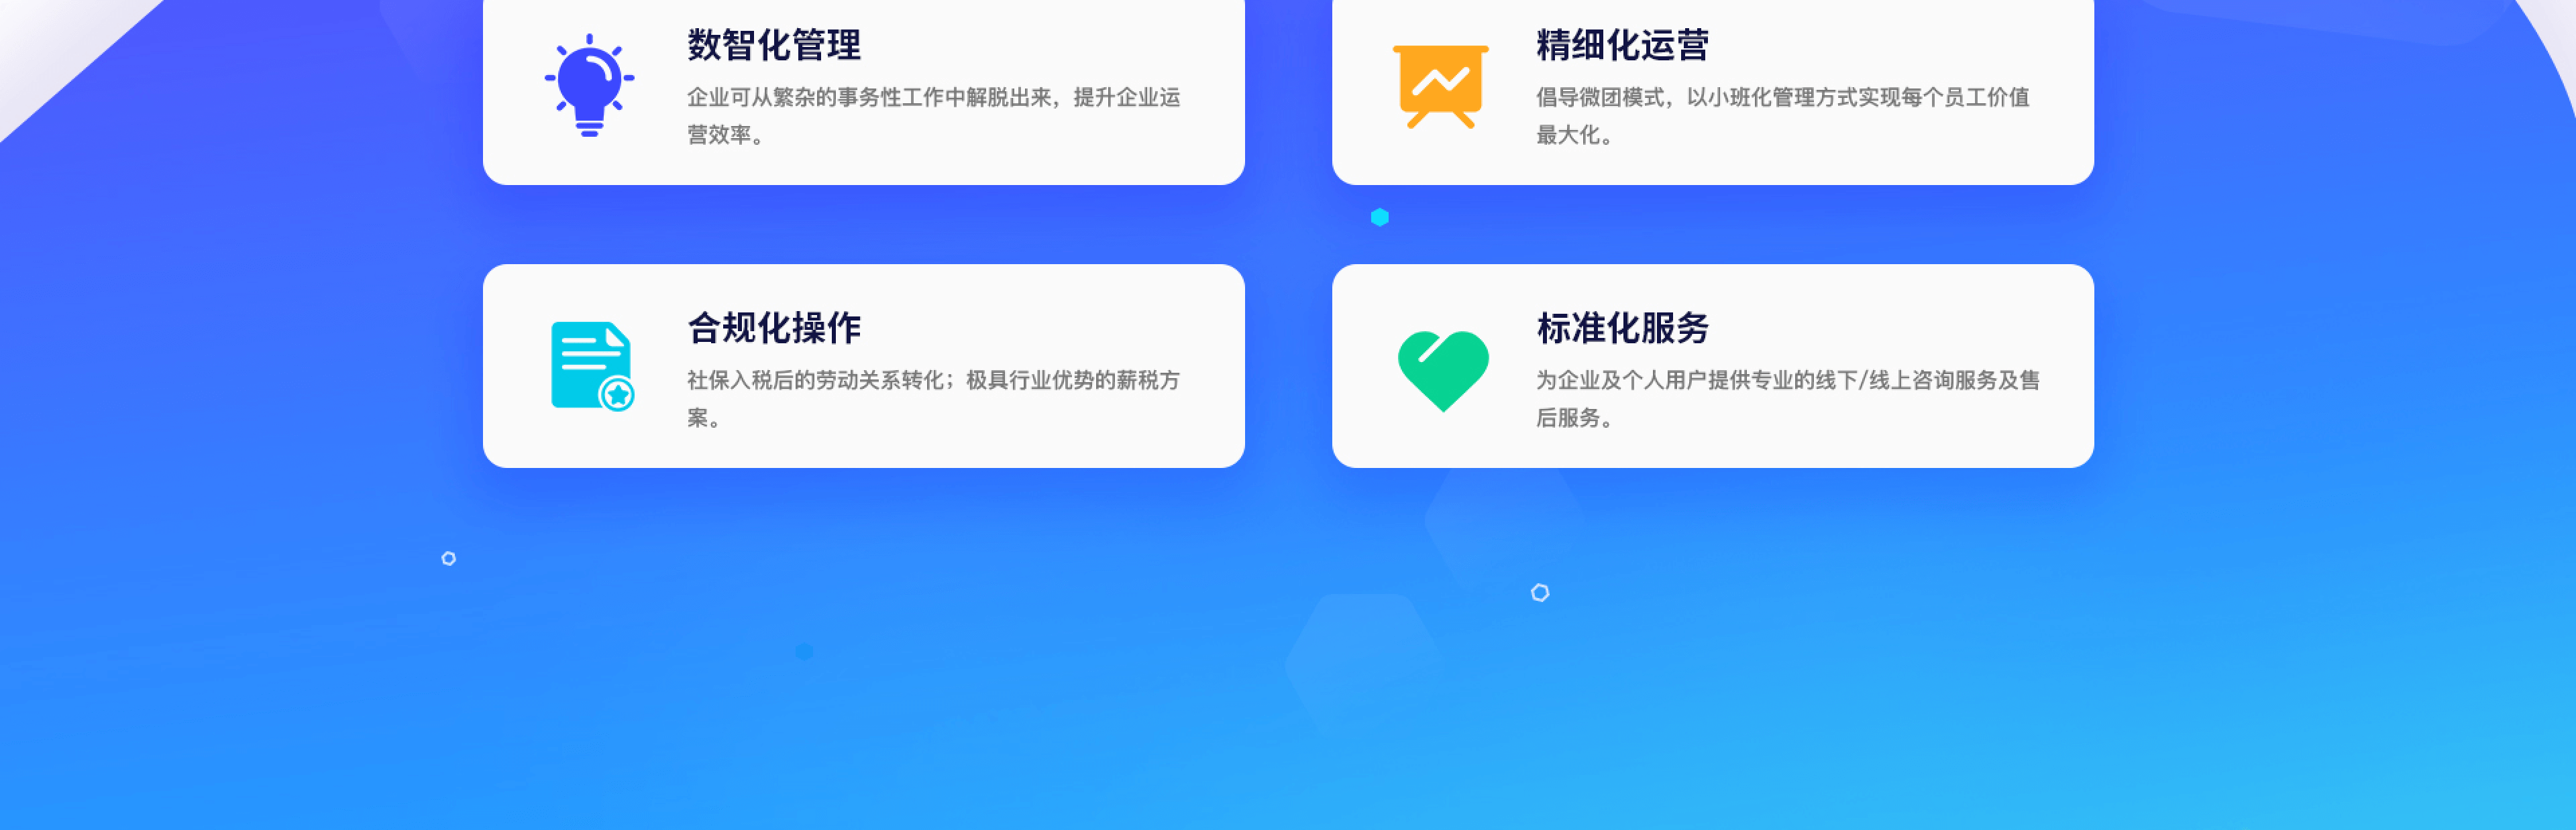 数智化管理
企业可从繁杂的事务性工作中解脱出来，提升企业运
营效率。
精细化运营
倡导微团模式，以小班化管理方式实现每个员工价值
最大化。
合规化操作
社保入税后的劳动关系转化；极具行业优势的薪税方
案。
标准化服务
为企业及个人用户提供专业的线下/线上咨询服务及售
后服务。